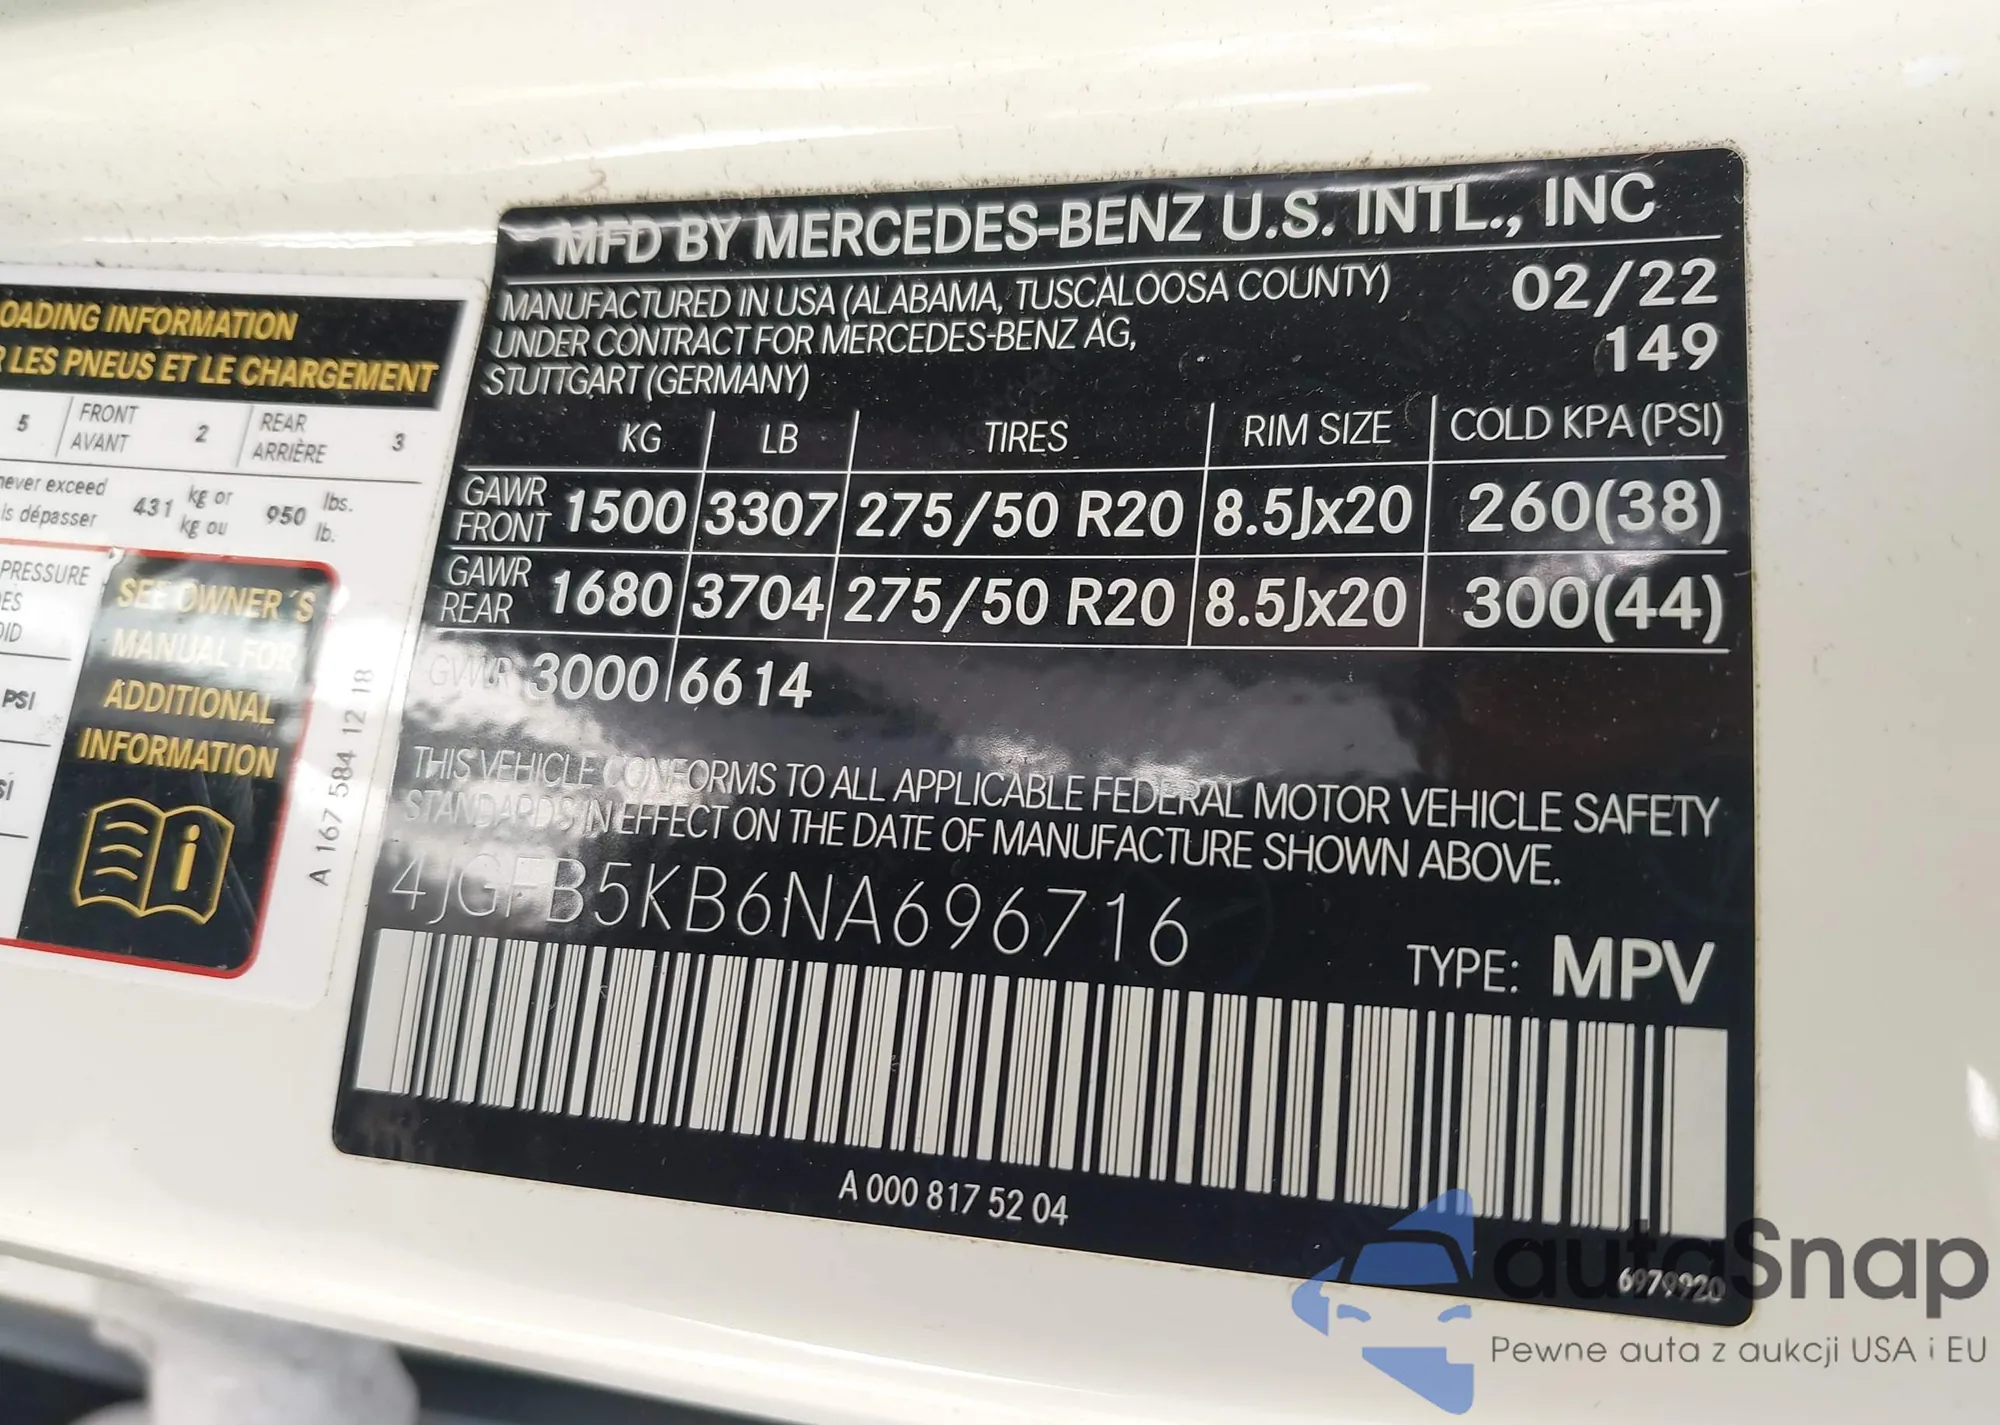 OADING INFORMATION
LES PNEUS ET LE CHARGEMENT
5 FRONT AVANT 2 REAR ARRIÈRE 3
never exceed
is dépasser
431 kg or kg ou 950 lbs. lb.
PRESSURE
PSI
SEE OWNER´S
MANUAL FOR
ADDITIONAL
INFORMATION
A 167 584 12 18
MFD BY MERCEDES-BENZ U.S. INTL., INC
MANUFACTURED IN USA (ALABAMA, TUSCALOOSA COUNTY) 02/22
UNDER CONTRACT FOR MERCEDES-BENZ AG, 149
STUTTGART (GERMANY)
KG LB TIRES RIM SIZE COLD KPA (PSI)
GAWR FRONT 1500 3307 275/50 R20 8.5Jx20 260(38)
GAWR REAR 1680 3704 275/50 R20 8.5Jx20 300(44)
GVWR 3000 6614
THIS VEHICLE CONFORMS TO ALL APPLICABLE FEDERAL MOTOR VEHICLE SAFETY
STANDARDS IN EFFECT ON THE DATE OF MANUFACTURE SHOWN ABOVE.
4JGFB5KB6NA696716
TYPE: MPV
A 000 817 52 04
6979920
autaSnap
Pewne auta z aukcji USA i EU